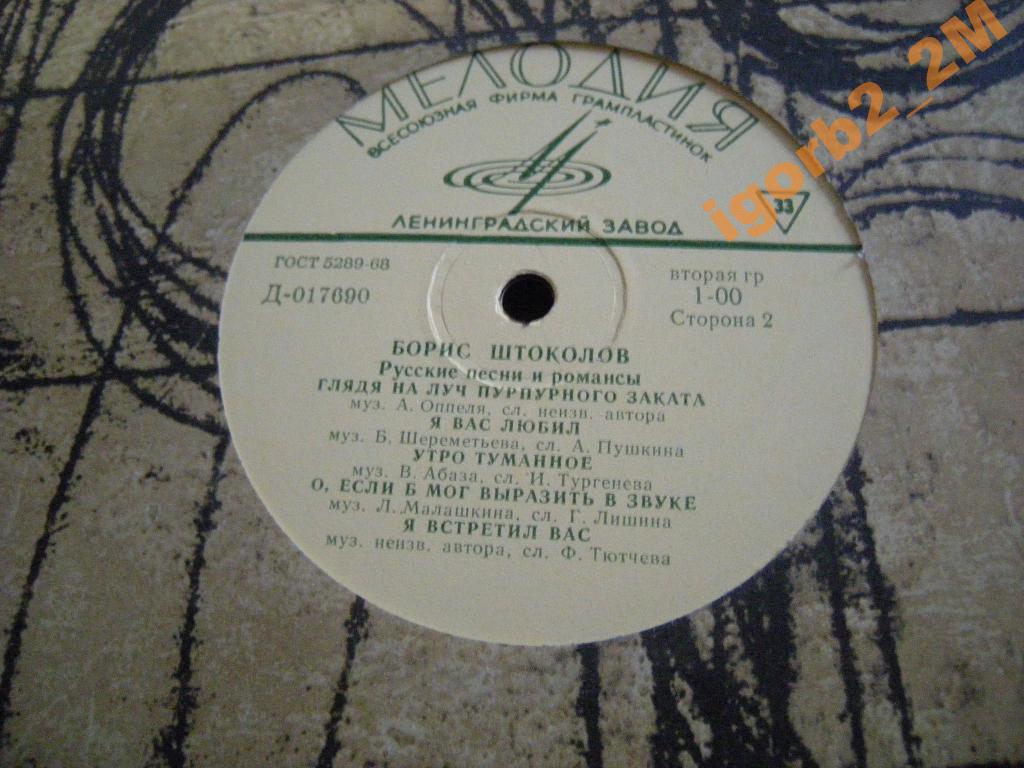 МЕЛОДИЯ
ВСЕСОЮЗНАЯ ФИРМА ГРАМПЛАСТИНОК
ЛЕНИНГРАДСКИЙ ЗАВОД
33
igorb2_2M
ГОСТ 5289-68
Д-017690
вторая гр
1-00
Сторона 2
БОРИС ШТОКОЛОВ
Русские песни и романсы
ГЛЯДЯ НА ЛУЧ ПУРПУРНОГО ЗАКАТА
муз. А. Оппеля, сл. неизв. автора
Я ВАС ЛЮБИЛ
муз. Б. Шереметьева, сл. А. Пушкина
УТРО ТУМАННОЕ
муз. В. Абаза, сл. И. Тургенева
О, ЕСЛИ Б МОГ ВЫРАЗИТЬ В ЗВУКЕ
муз. Л. Малашкина, сл. Г. Лишина
Я ВСТРЕТИЛ ВАС
муз. неизв. автора, сл. Ф. Тютчева